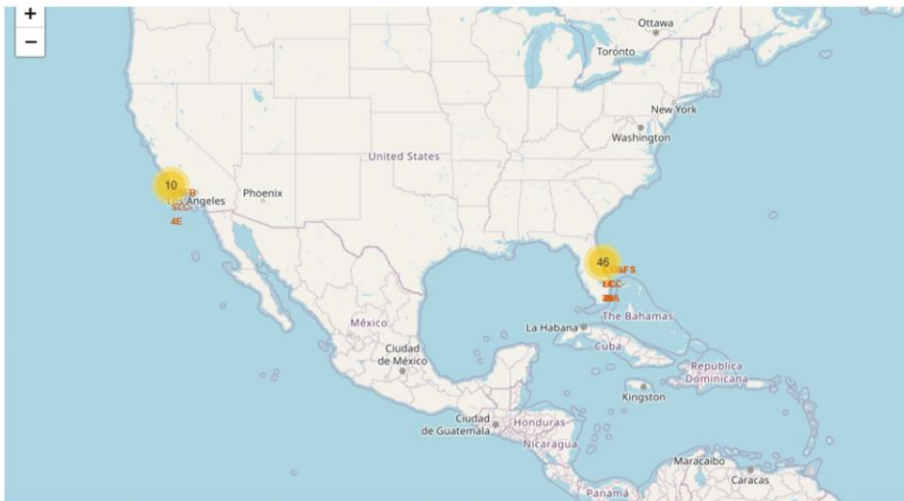 +
−
Ottawa
Toronto
New York
Washington
United States
10
Los Angeles
Phoenix
4E
46
The Bahamas
La Habana
Cuba
México
Ciudad
de México
República
Dominicana
Kingston
Ciudad
de Guatemala
Honduras
Nicaragua
Maracaibo
Caracas
Panamá